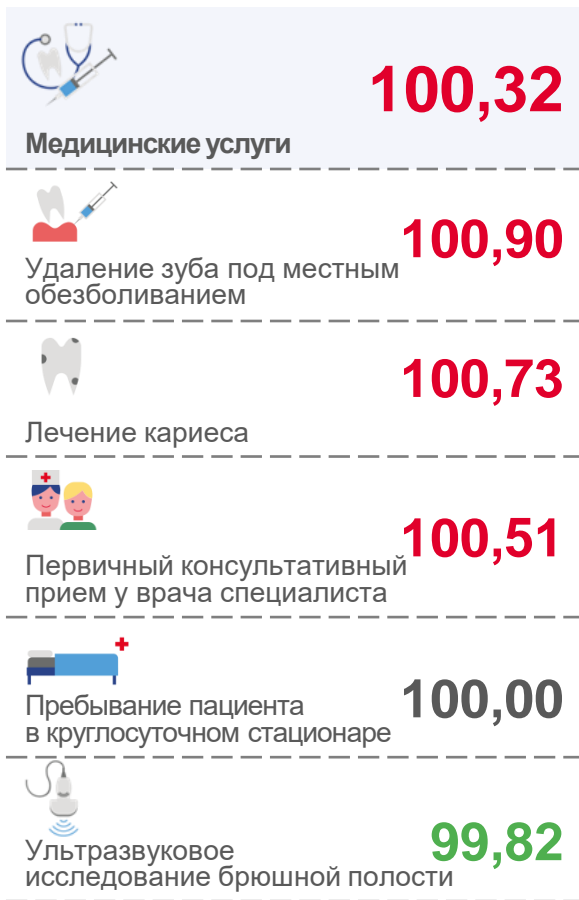 100,32
Медицинские услуги
100,90
Удаление зуба под местным
обезболиванием
100,73
Лечение кариеса
100,51
Первичный консультативный
прием у врача специалиста
100,00
Пребывание пациента
в круглосуточном стационаре
99,82
Ультразвуковое
исследование брюшной полости